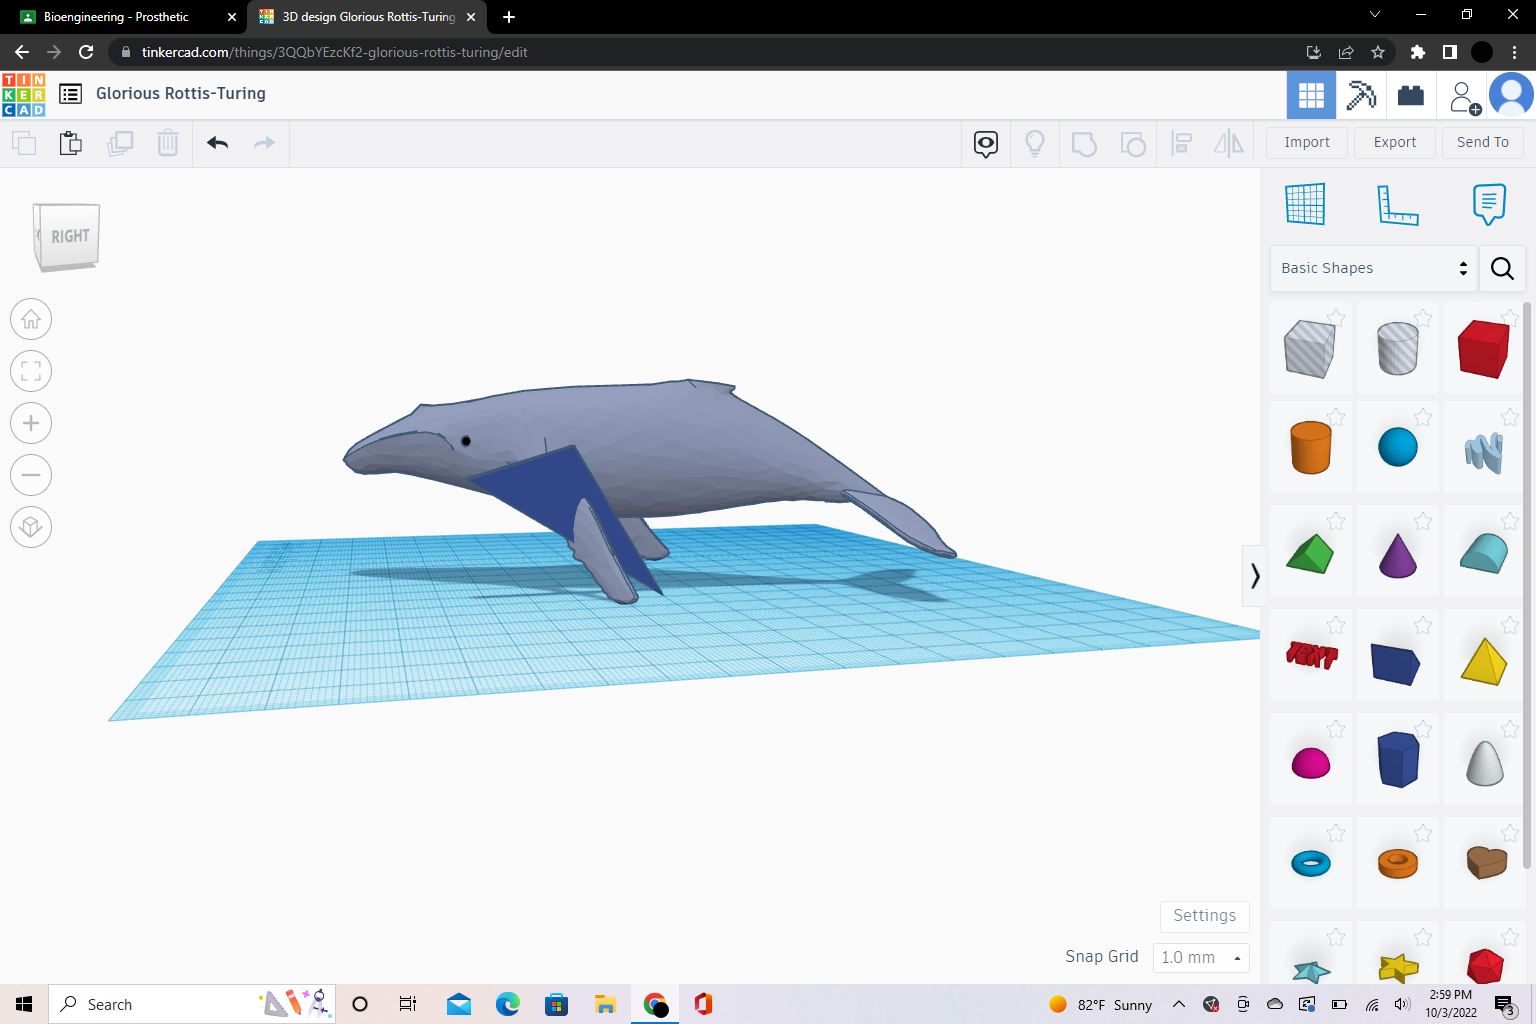 Bioengineering - Prosthetic
3D design Glorious Rottis-Turing
tinkercad.com/things/3QQbYEzcKf2-glorious-rottis-turing/edit
TIN
KER
CAD
Glorious Rottis-Turing
Import
Export
Send To
RIGHT
Basic Shapes
TEXT
Settings
Snap Grid
1.0 mm
Search
82°F Sunny
2:59 PM
10/3/2022
3